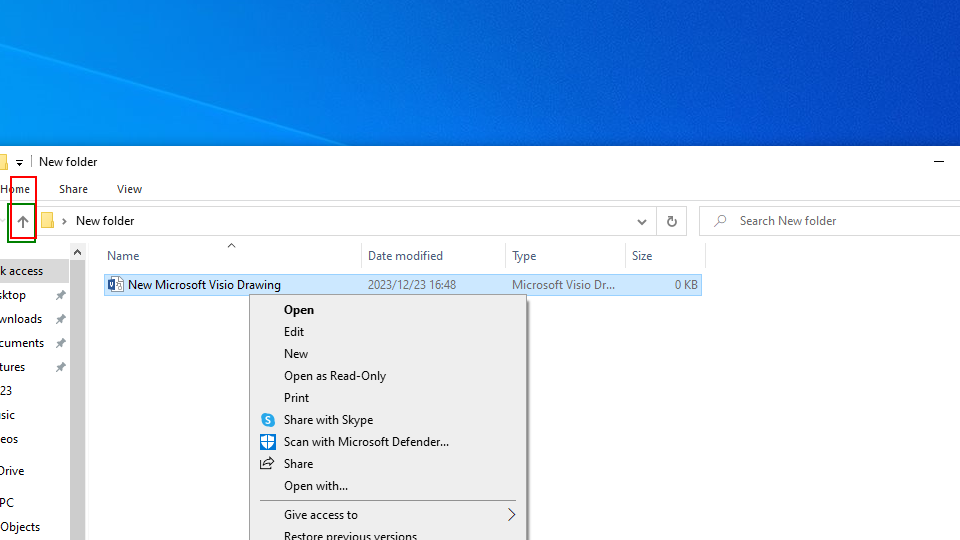 New folder
Home Share View
New folder
Search New folder
Name Date modified Type Size
k access
New Microsoft Visio Drawing 2023/12/23 16:48 Microsoft Visio Dr... 0 KB
sktop
wnloads
cuments
tures
23
sic
eos
Drive
PC
Objects
Open
Edit
New
Open as Read-Only
Print
Share with Skype
Scan with Microsoft Defender...
Share
Open with...
Give access to
Restore previous versions